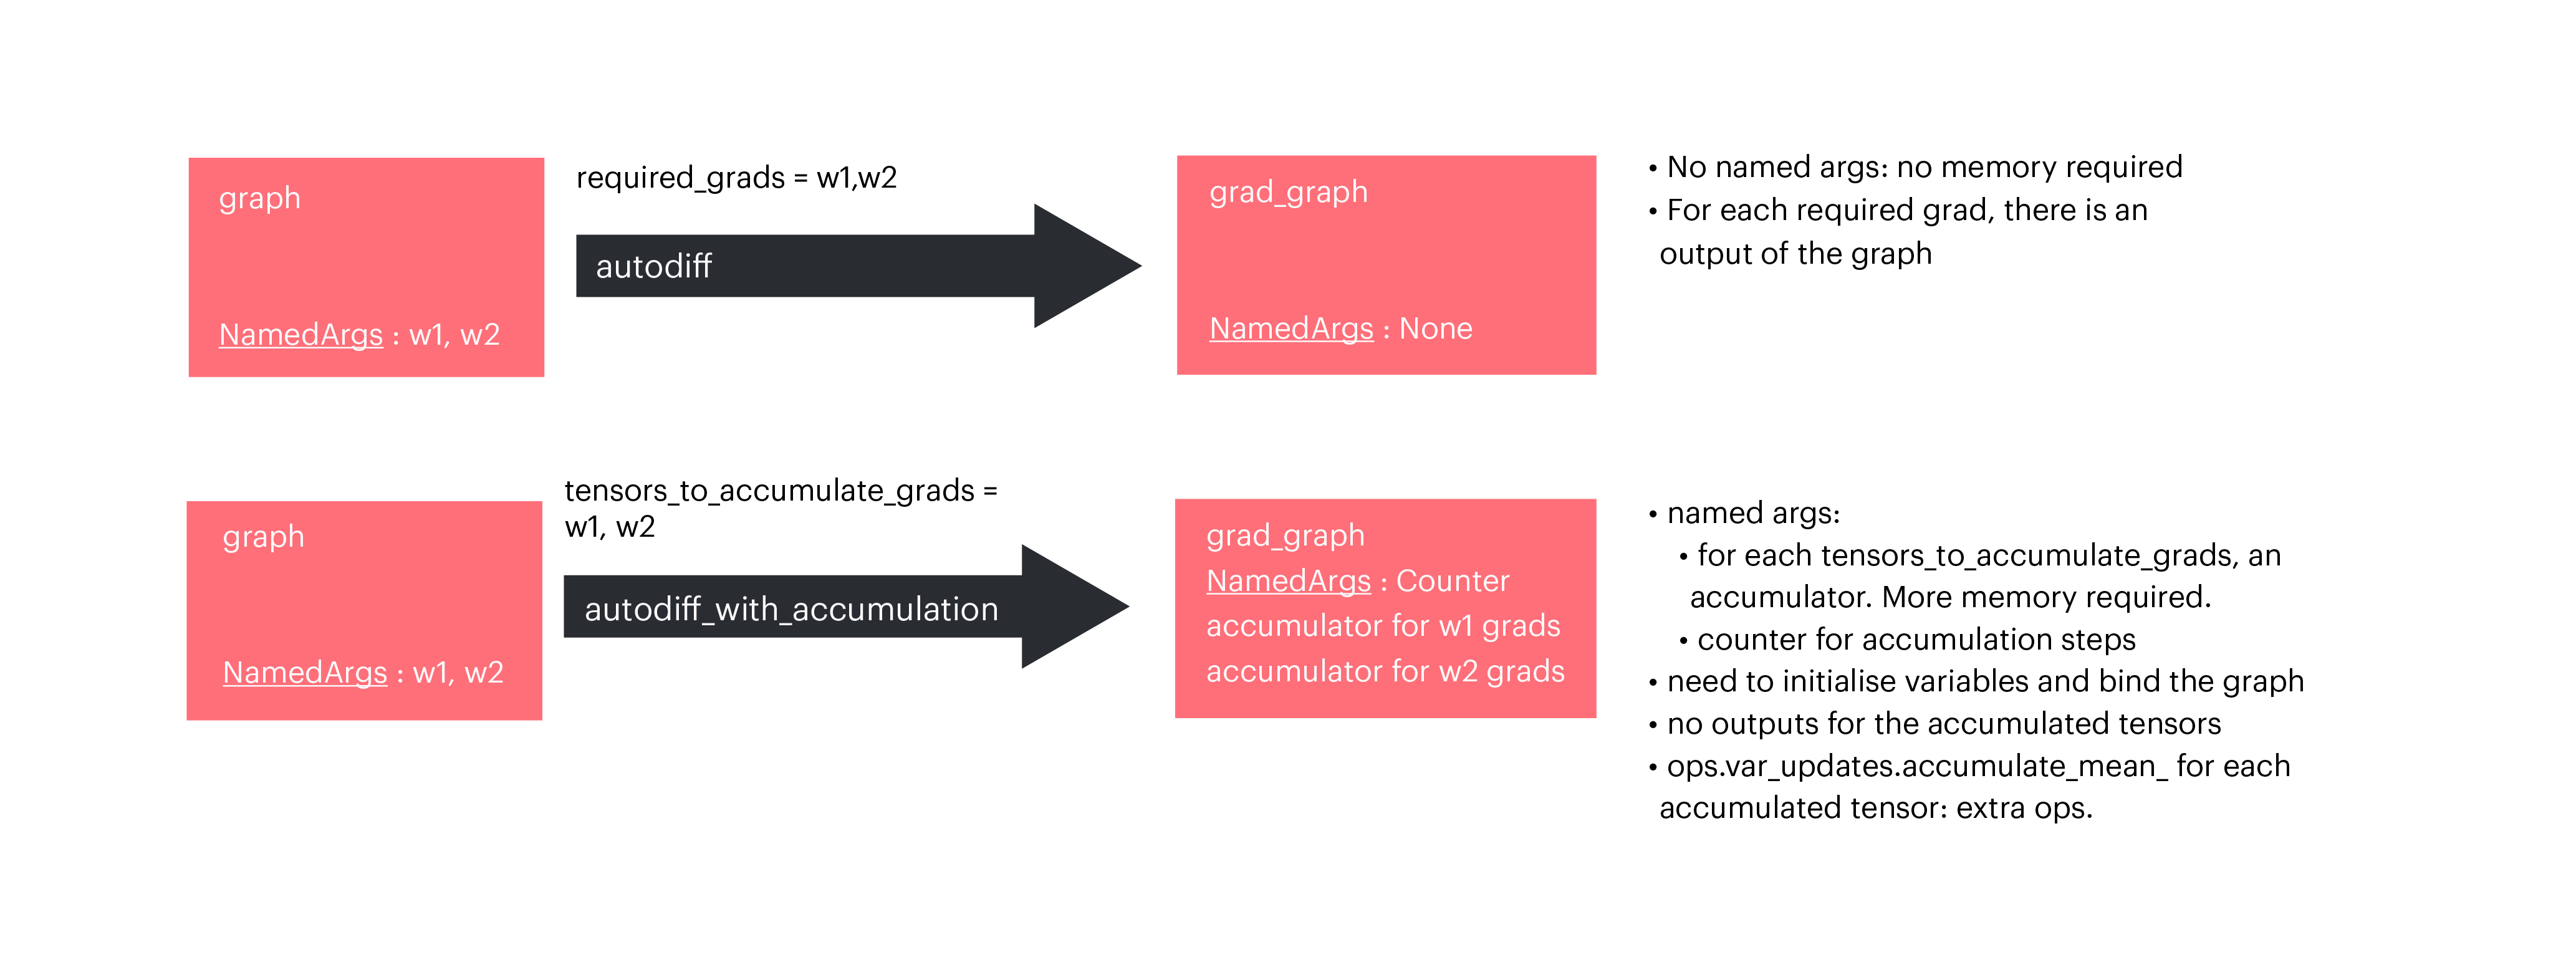 graph
NamedArgs : w1, w2
required_grads = w1,w2
autodiff
grad_graph
NamedArgs : None
• No named args: no memory required
• For each required grad, there is an
output of the graph
graph
NamedArgs : w1, w2
tensors_to_accumulate_grads =
w1, w2
autodiff_with_accumulation
grad_graph
NamedArgs : Counter
accumulator for w1 grads
accumulator for w2 grads
• named args:
• for each tensors_to_accumulate_grads, an
accumulator. More memory required.
• counter for accumulation steps
• need to initialise variables and bind the graph
• no outputs for the accumulated tensors
• ops.var_updates.accumulate_mean_ for each
accumulated tensor: extra ops.